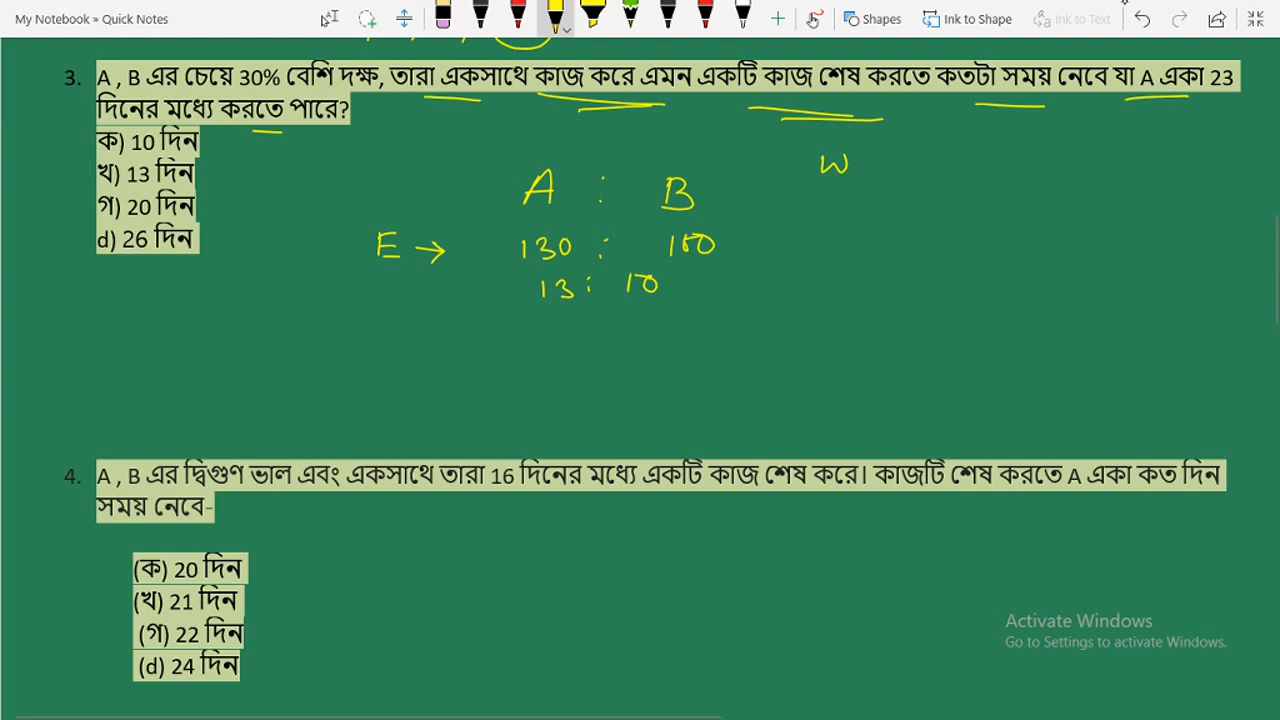 My Notebook » Quick Notes
Shapes Ink to Shape Ink to Text
3. A , B এর চেয়ে 30% বেশি দক্ষ, তারা একসাথে কাজ করে এমন একটি কাজ শেষ করতে কতটা সময় নেবে যা A একা 23
দিনের মধ্যে করতে পারে?
ক) 10 দিন
খ) 13 দিন
গ) 20 দিন
d) 26 দিন
W
A : B
E → 130 : 100
13 : 10
4. A , B এর দ্বিগুণ ভাল এবং একসাথে তারা 16 দিনের মধ্যে একটি কাজ শেষ করে। কাজটি শেষ করতে A একা কত দিন
সময় নেবে-
(ক) 20 দিন
(খ) 21 দিন
(গ) 22 দিন
(d) 24 দিন
Activate Windows
Go to Settings to activate Windows.